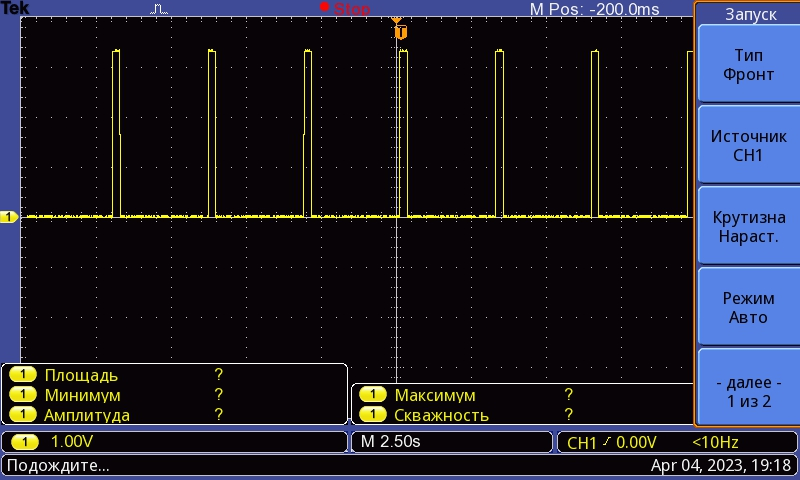 Tek
Stop
M Pos: -200.0ms
T
Запуск
Тип
Фронт
Источник
CH1
Крутизна
Нараст.
Режим
Авто
- далее -
1 из 2
1
1 Площадь ?
1 Минимум ?
1 Амплитуда ?
1 Максимум ?
1 Скважность ?
1 1.00V
M 2.50s
CH1 0.00V <10Hz
Подождите...
Apr 04, 2023, 19:18